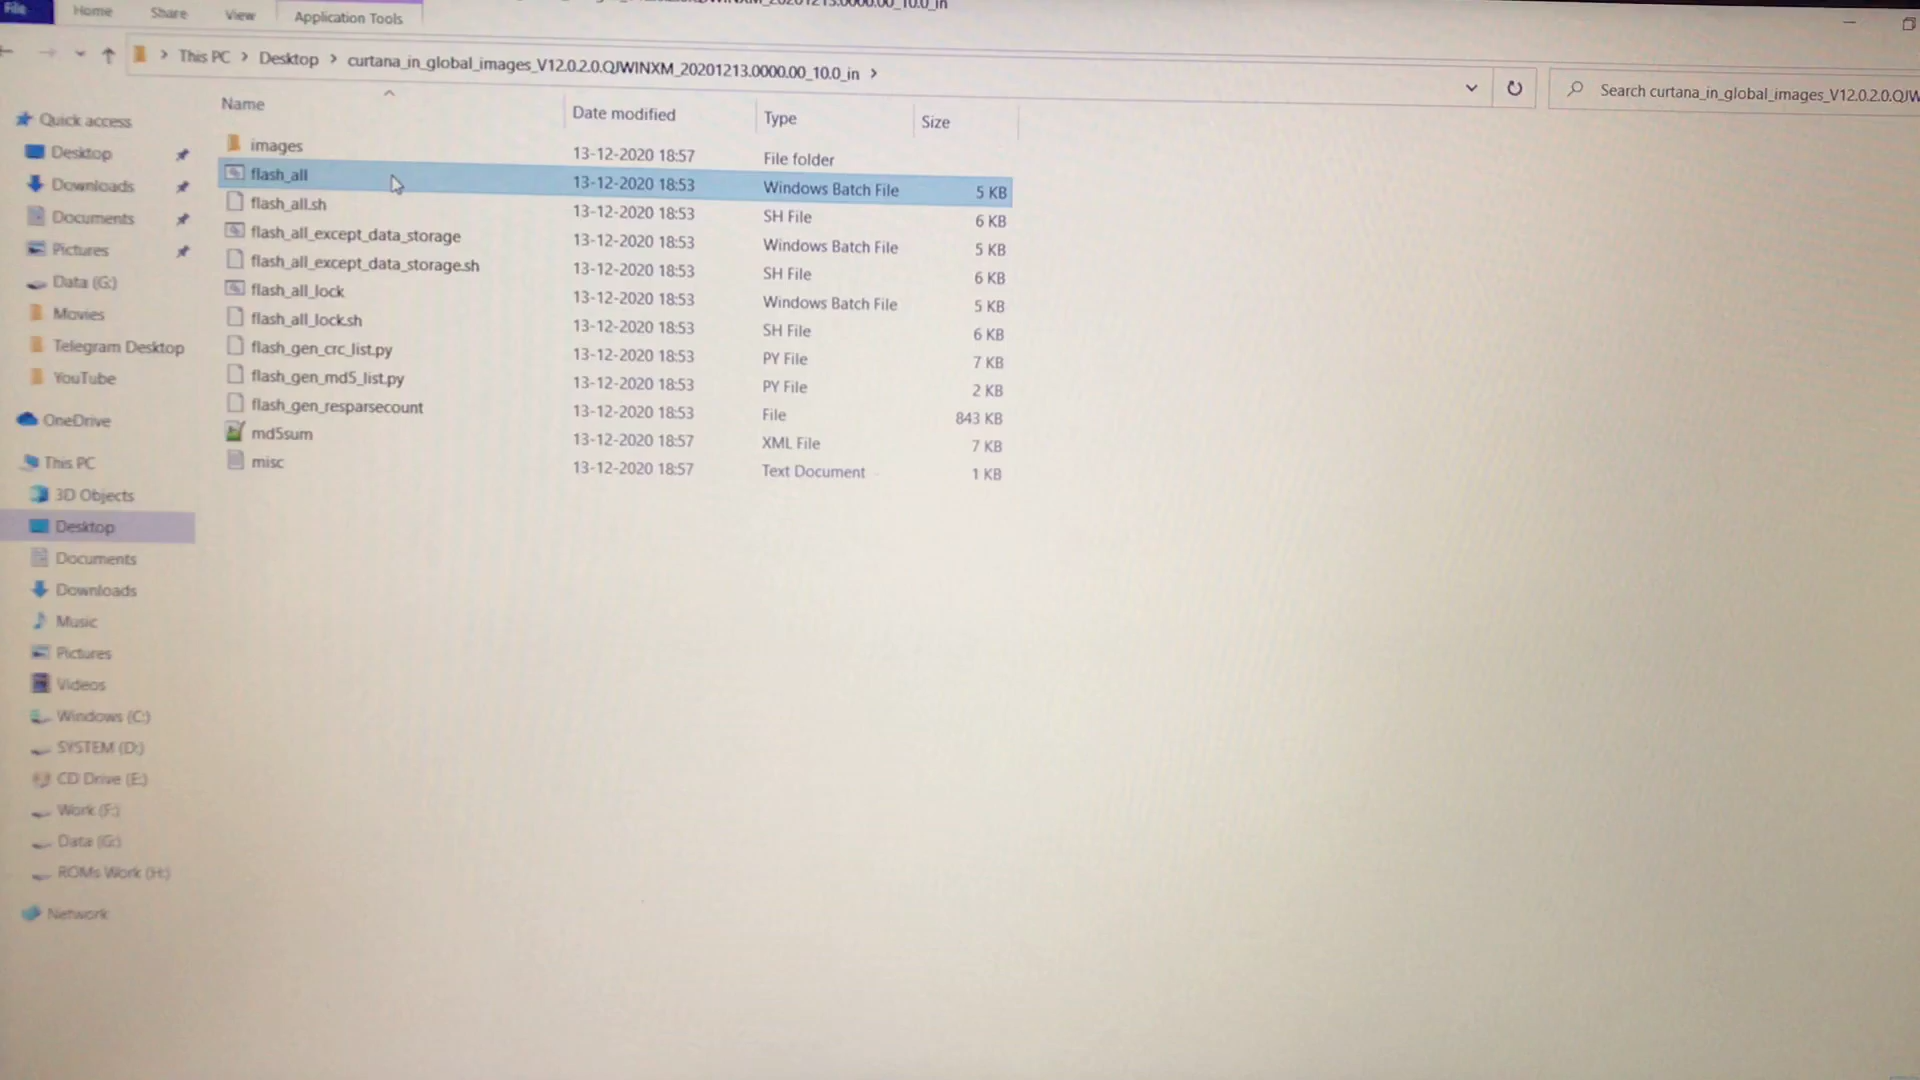 File Home Share View Application Tools
This PC > Desktop > curtana_in_global_images_V12.0.2.0.QJWINXM_20201213.0000.00_10.0_in >
Search curtana_in_global_images_V12.0.2.0.QJW
Name Date modified Type Size
images 13-12-2020 18:57 File folder
flash_all 13-12-2020 18:53 Windows Batch File 5 KB
flash_all.sh 13-12-2020 18:53 SH File 6 KB
flash_all_except_data_storage 13-12-2020 18:53 Windows Batch File 5 KB
flash_all_except_data_storage.sh 13-12-2020 18:53 SH File 6 KB
flash_all_lock 13-12-2020 18:53 Windows Batch File 5 KB
flash_all_lock.sh 13-12-2020 18:53 SH File 6 KB
flash_gen_crc_list.py 13-12-2020 18:53 PY File 7 KB
flash_gen_md5_list.py 13-12-2020 18:53 PY File 2 KB
flash_gen_resparsecount 13-12-2020 18:53 File 843 KB
md5sum 13-12-2020 18:57 XML File 7 KB
misc 13-12-2020 18:57 Text Document 1 KB
Quick access
Desktop
Downloads
Documents
Pictures
Data (G:)
Movies
Telegram Desktop
YouTube
OneDrive
This PC
3D Objects
Desktop
Documents
Downloads
Music
Pictures
Videos
Windows (C:)
SYSTEM (D:)
CD Drive (E:)
Work (F:)
Data (G:)
ROMs Work (H:)
Network